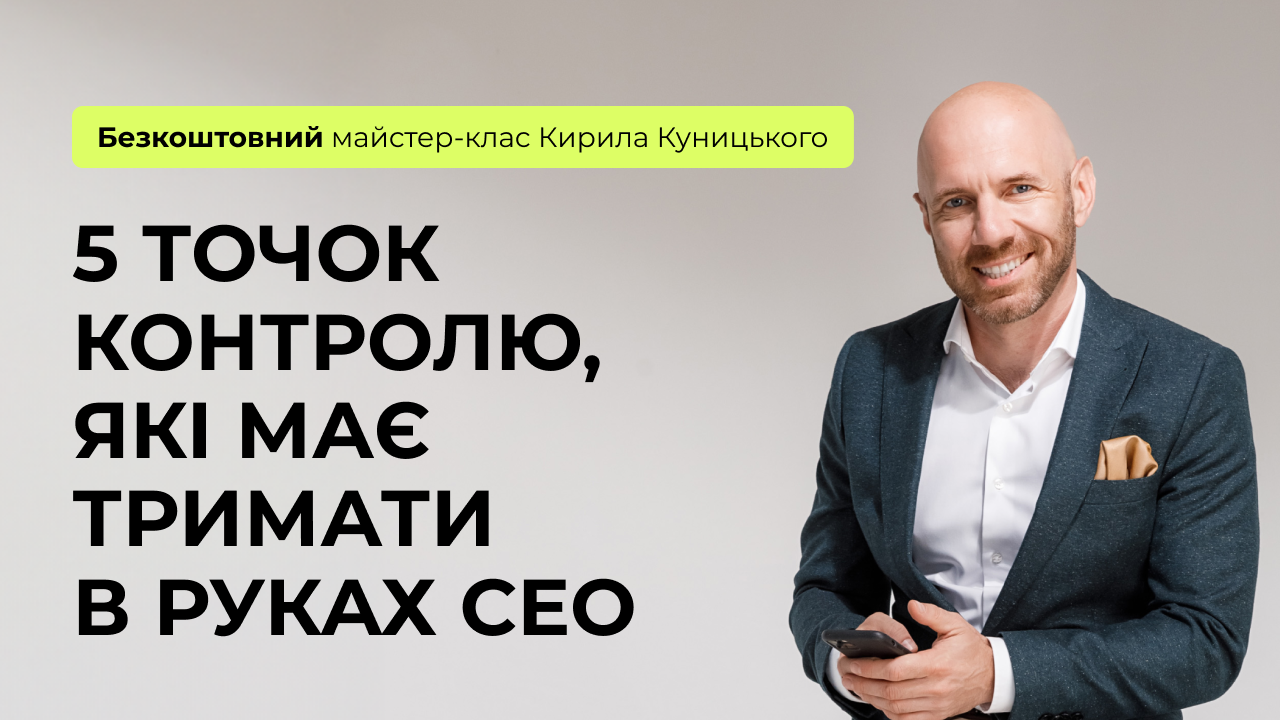 Безкоштовний майстер-клас Кирила Куницького
5 ТОЧОК
КОНТРОЛЮ,
ЯКІ МАЄ
ТРИМАТИ
В РУКАХ СЕО